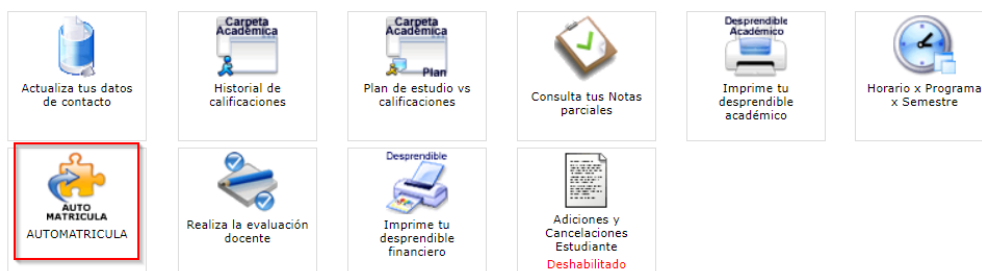 Carpeta
Académica
Carpeta
Académica
Plan
Desprendible
Académico
Actualiza tus datos
de contacto
Historial de
calificaciones
Plan de estudio vs
calificaciones
Consulta tus Notas
parciales
Imprime tu
desprendible
académico
Horario x Programa
x Semestre
AUTO
MATRICULA
AUTOMATRICULA
Realiza la evaluación
docente
Desprendible
Imprime tu
desprendible
financiero
Adiciones y
Cancelaciones
Estudiante
Deshabilitado